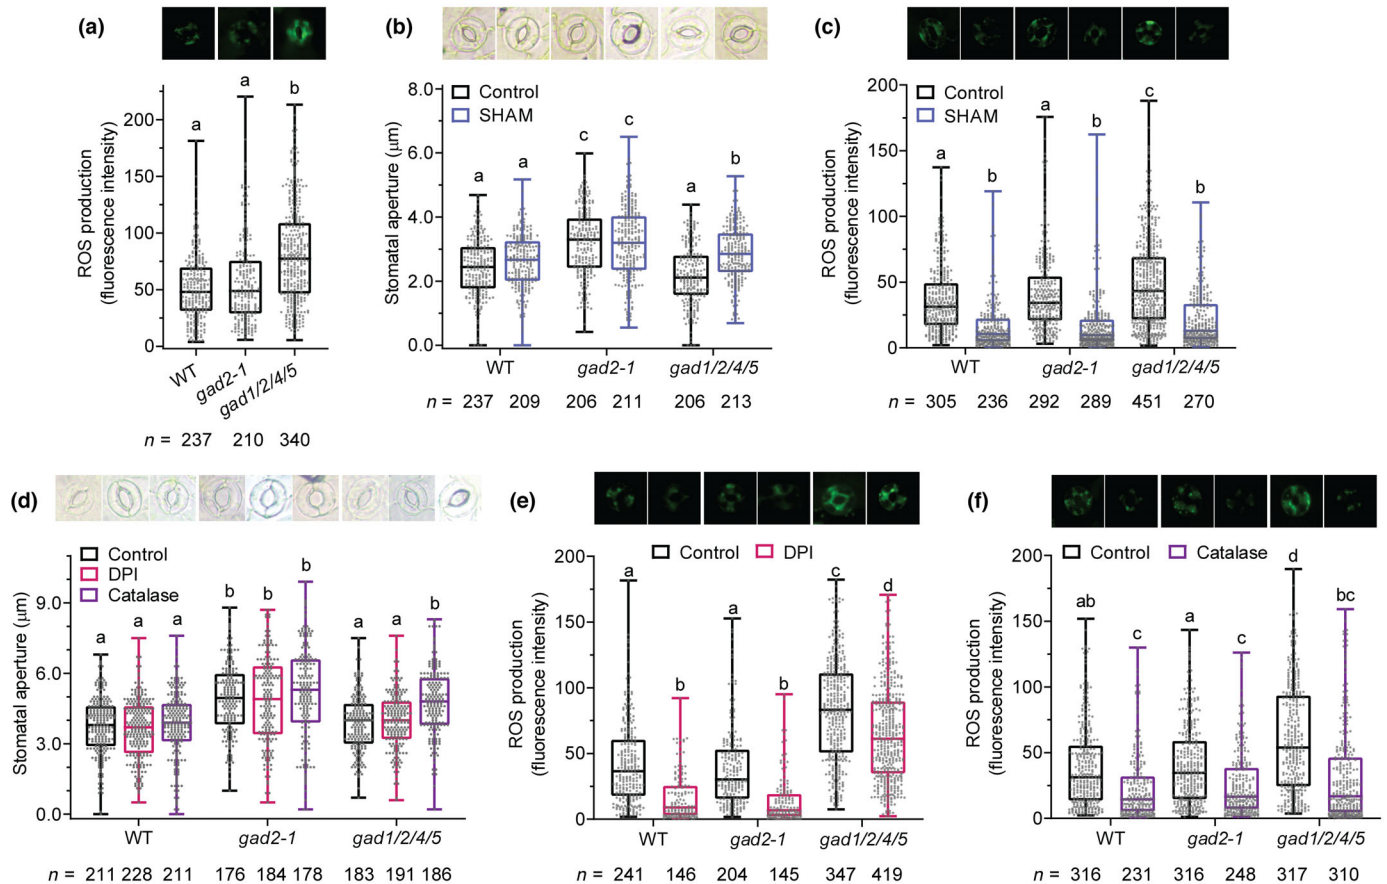 (a)
ROS production
(fluorescence intensity)
200
150
100
50
0
a
a
b
WT
gad2-1
gad1/2/4/5
n = 237 210 340
(b)
Stomatal aperture (μm)
8.0
6.0
4.0
2.0
0.0
Control
SHAM
a a c c a b
WT gad2-1 gad1/2/4/5
n = 237 209 206 211 206 213
(c)
ROS production
(fluorescence intensity)
200
150
100
50
0
Control
SHAM
a b a b c b
WT gad2-1 gad1/2/4/5
n = 305 236 292 289 451 270
(d)
Stomatal aperture (μm)
9.0
6.0
3.0
0.0
Control
DPI
Catalase
a a a b b b a a b
WT gad2-1 gad1/2/4/5
n = 211 228 211 176 184 178 183 191 186
(e)
ROS production
(fluorescence intensity)
200
150
100
50
0
Control DPI
a b a b c d
WT gad2-1 gad1/2/4/5
n = 241 146 204 145 347 419
(f)
ROS production
(fluorescence intensity)
200
150
100
50
0
Control Catalase
ab c a c d bc
WT gad2-1 gad1/2/4/5
n = 316 231 316 248 317 310